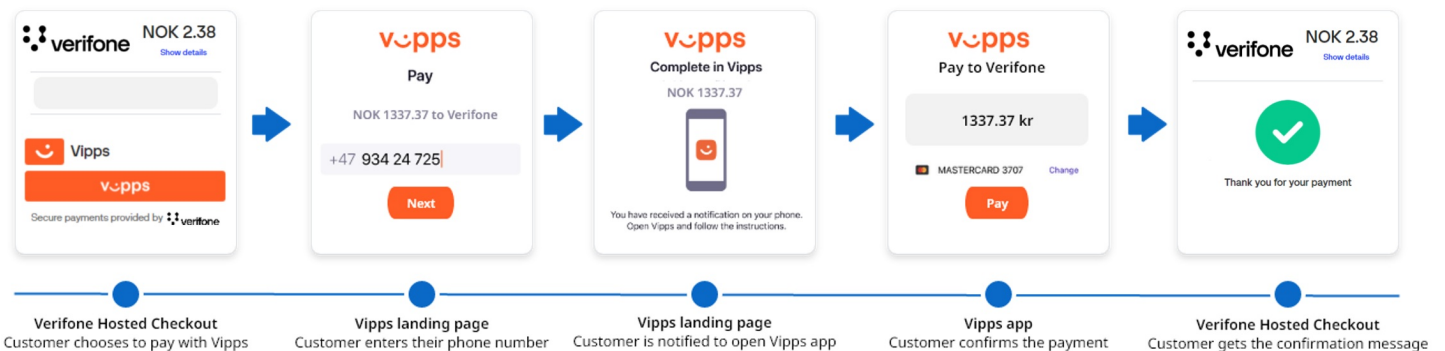 verifone
NOK 2.38
Show details
Vipps
vipps
Secure payments provided by verifone
vipps
Pay
NOK 1337.37 to Verifone
+47 934 24 725
Next
vipps
Complete in Vipps
NOK 1337.37
You have received a notification on your phone.
Open Vipps and follow the instructions.
vipps
Pay to Verifone
1337.37 kr
MASTERCARD 3707 Change
Pay
verifone
NOK 2.38
Show details
Thank you for your payment
Verifone Hosted Checkout
Customer chooses to pay with Vipps
Vipps landing page
Customer enters their phone number
Vipps landing page
Customer is notified to open Vipps app
Vipps app
Customer confirms the payment
Verifone Hosted Checkout
Customer gets the confirmation message